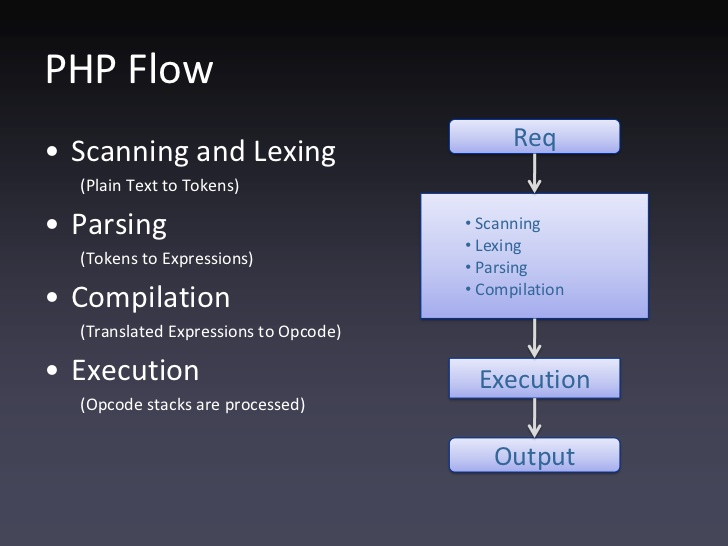 PHP Flow
• Scanning and Lexing
(Plain Text to Tokens)
• Parsing
(Tokens to Expressions)
• Compilation
(Translated Expressions to Opcode)
• Execution
(Opcode stacks are processed)
Req
• Scanning
• Lexing
• Parsing
• Compilation
Execution
Output